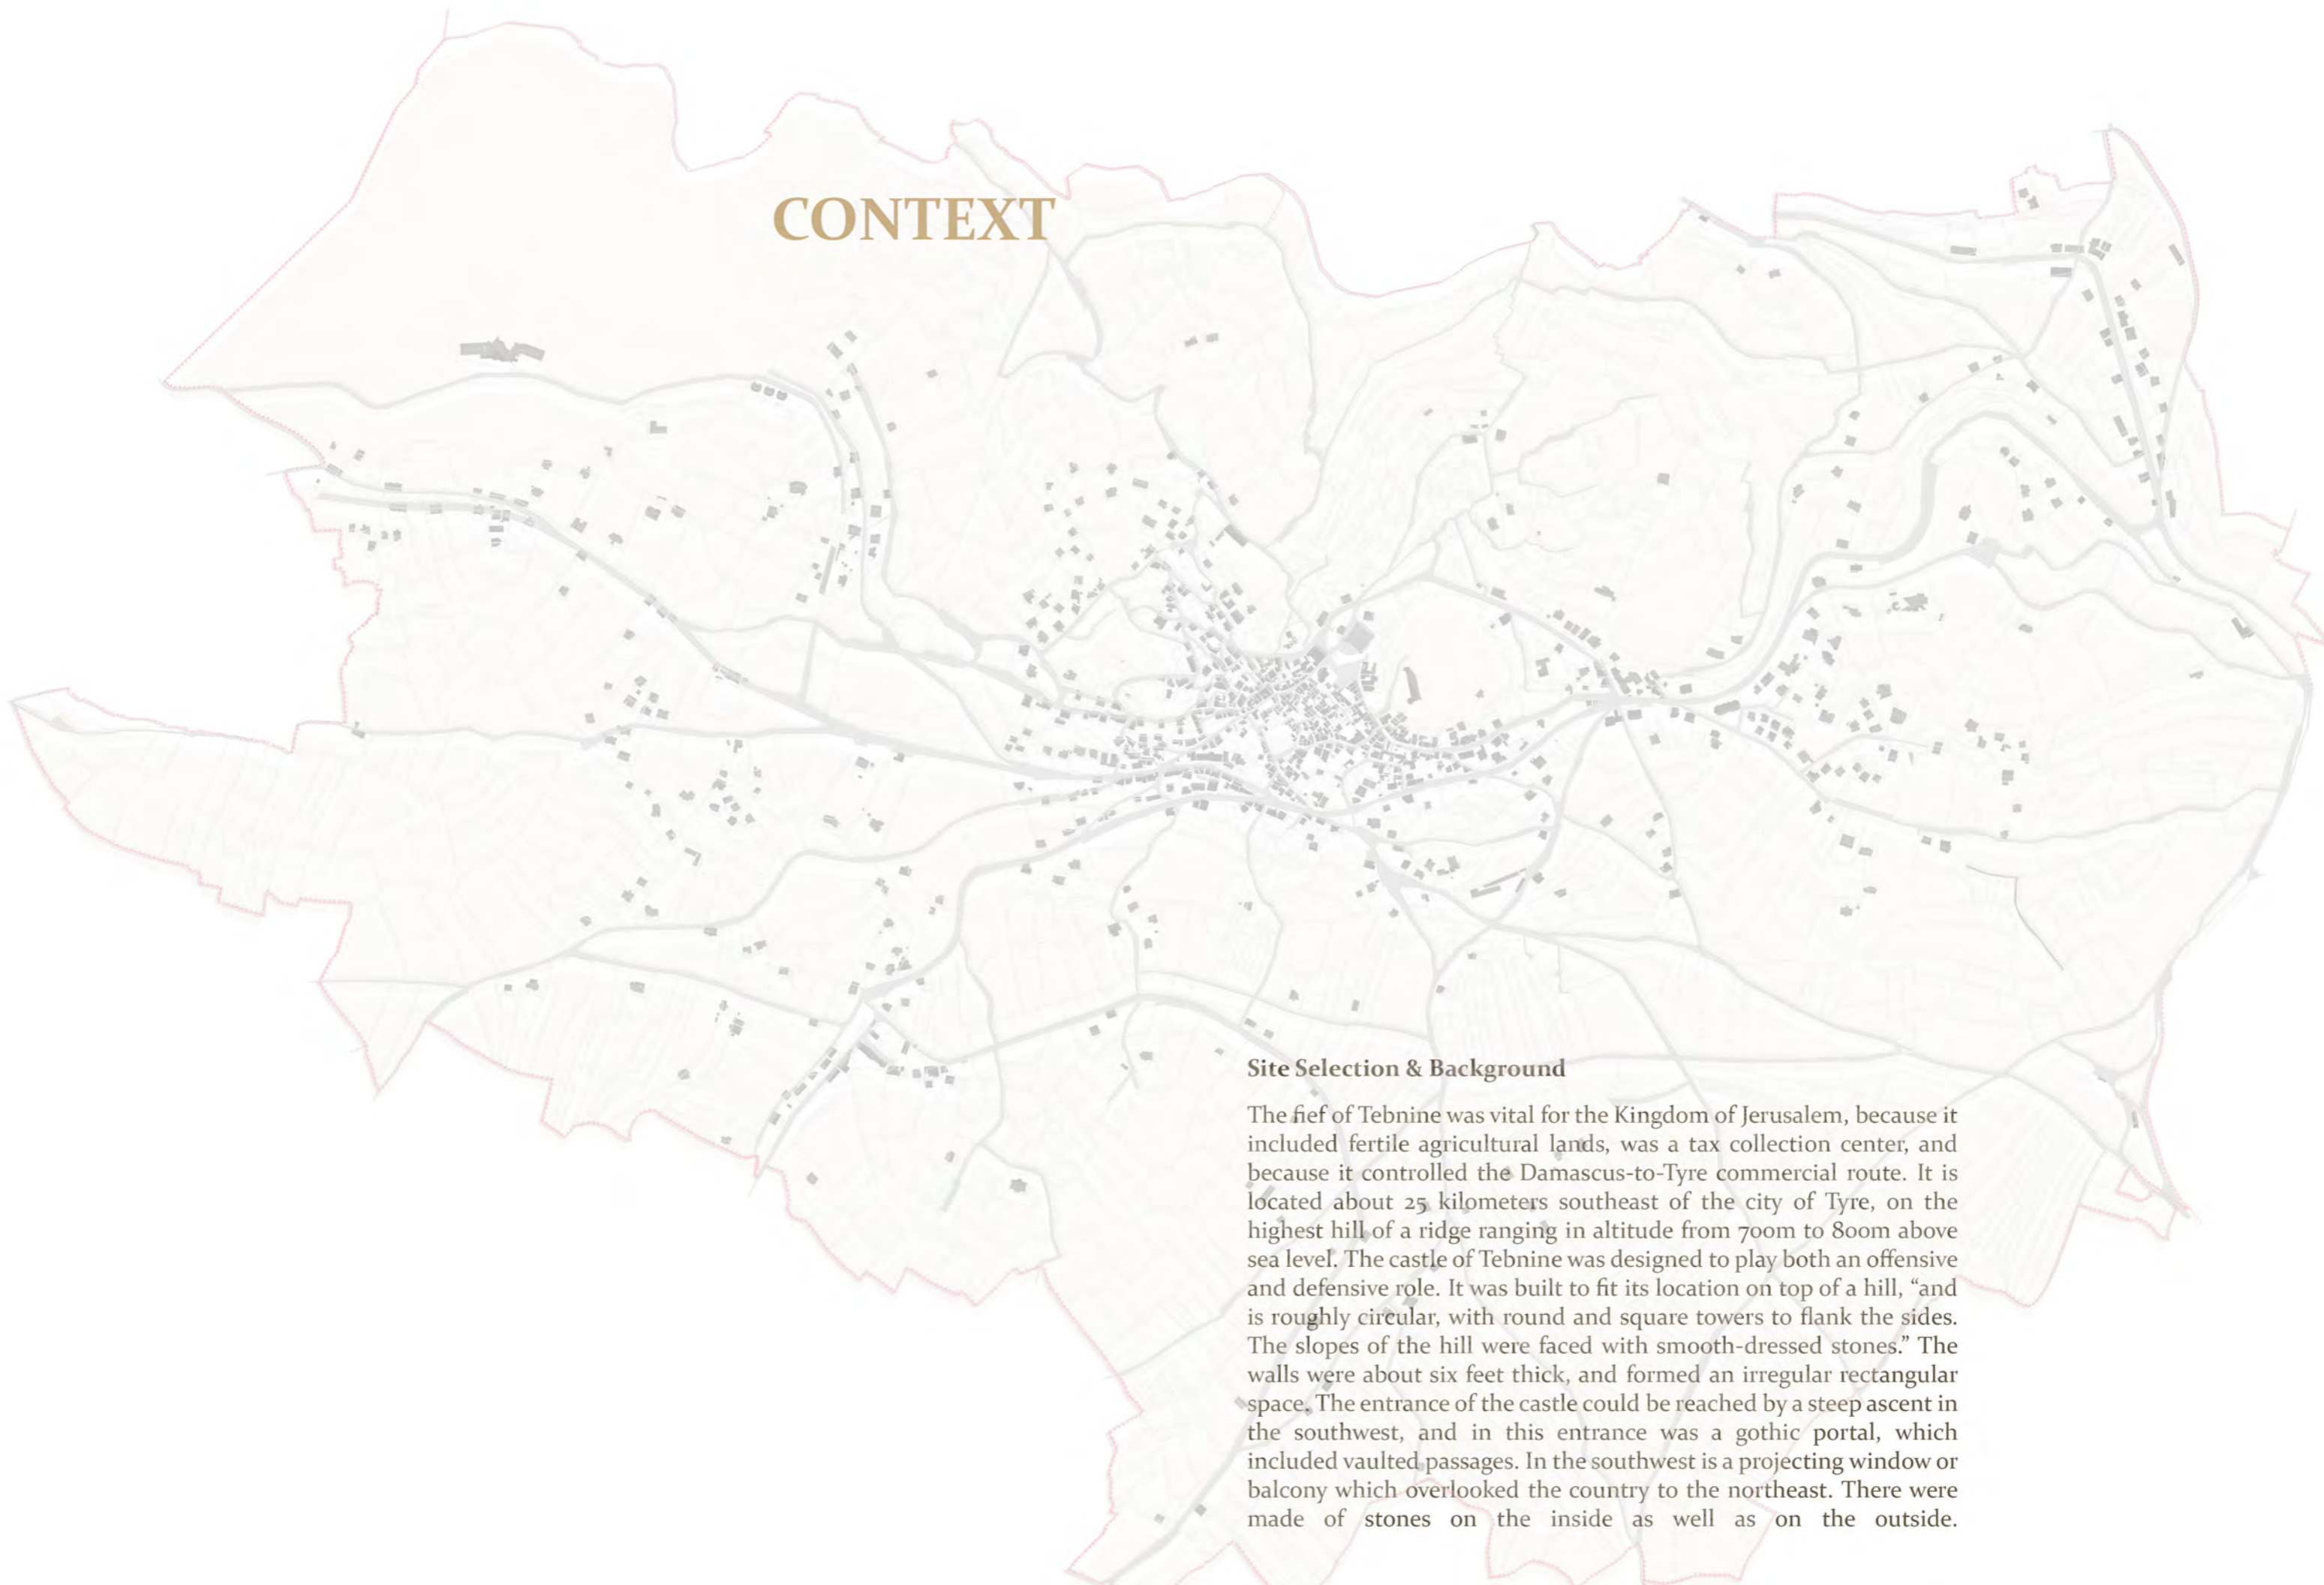 CONTEXT
Site Selection & Background
The fief of Tebnine was vital for the Kingdom of Jerusalem, because it
included fertile agricultural lands, was a tax collection center, and
because it controlled the Damascus-to-Tyre commercial route. It is
located about 25 kilometers southeast of the city of Tyre, on the
highest hill of a ridge ranging in altitude from 700m to 800m above
sea level. The castle of Tebnine was designed to play both an offensive
and defensive role. It was built to fit its location on top of a hill, “and
is roughly circular, with round and square towers to flank the sides.
The slopes of the hill were faced with smooth-dressed stones.” The
walls were about six feet thick, and formed an irregular rectangular
space. The entrance of the castle could be reached by a steep ascent in
the southwest, and in this entrance was a gothic portal, which
included vaulted passages. In the southwest is a projecting window or
balcony which overlooked the country to the northeast. There were
made of stones on the inside as well as on the outside.